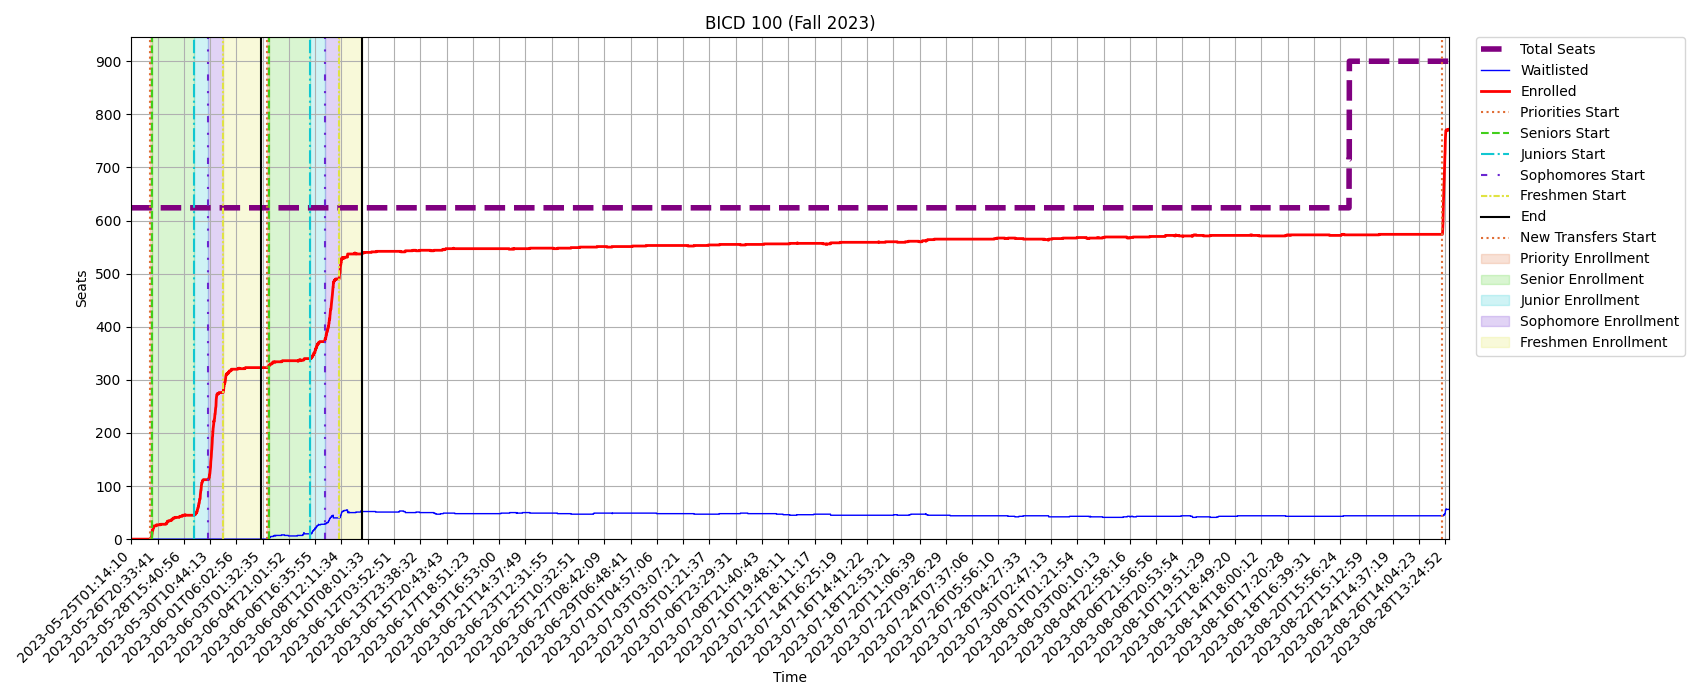 BICD 100 (Fall 2023)
Seats
900
800
700
600
500
400
300
200
100
0
2023-05-25T01:14:10
2023-05-26T20:33:41
2023-05-28T15:40:56
2023-05-30T10:44:13
2023-06-01T06:02:56
2023-06-03T01:32:35
2023-06-04T21:01:52
2023-06-06T16:35:53
2023-06-08T12:11:34
2023-06-10T08:01:33
2023-06-12T03:52:51
2023-06-13T23:38:32
2023-06-15T20:43:43
2023-06-17T18:51:23
2023-06-19T16:53:00
2023-06-21T14:37:49
2023-06-23T12:31:55
2023-06-25T10:32:51
2023-06-27T08:42:09
2023-06-29T06:48:41
2023-07-01T04:57:06
2023-07-03T03:07:21
2023-07-05T01:21:37
2023-07-06T23:29:31
2023-07-08T21:40:43
2023-07-10T19:48:11
2023-07-12T18:11:17
2023-07-14T16:25:19
2023-07-16T14:41:22
2023-07-18T12:53:21
2023-07-20T11:06:39
2023-07-22T09:26:29
2023-07-24T07:37:06
2023-07-26T05:56:10
2023-07-28T04:27:33
2023-07-30T02:47:13
2023-08-01T01:21:54
2023-08-03T00:10:13
2023-08-04T22:58:16
2023-08-06T21:56:56
2023-08-08T20:53:54
2023-08-10T19:51:29
2023-08-12T18:49:20
2023-08-14T18:00:12
2023-08-16T17:20:28
2023-08-18T16:39:31
2023-08-20T15:56:24
2023-08-22T15:12:59
2023-08-24T14:37:19
2023-08-26T14:04:23
2023-08-28T13:24:52
Time
Total Seats
Waitlisted
Enrolled
Priorities Start
Seniors Start
Juniors Start
Sophomores Start
Freshmen Start
End
New Transfers Start
Priority Enrollment
Senior Enrollment
Junior Enrollment
Sophomore Enrollment
Freshmen Enrollment